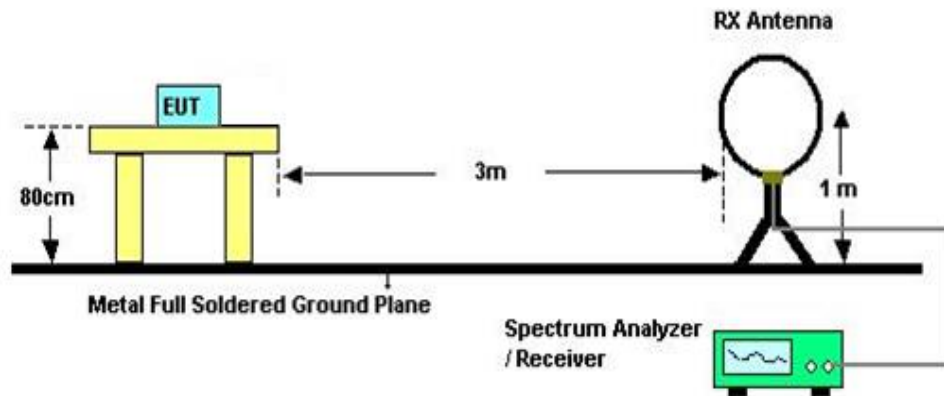 RX Antenna
EUT
80cm
3m
1 m
Metal Full Soldered Ground Plane
Spectrum Analyzer
/ Receiver